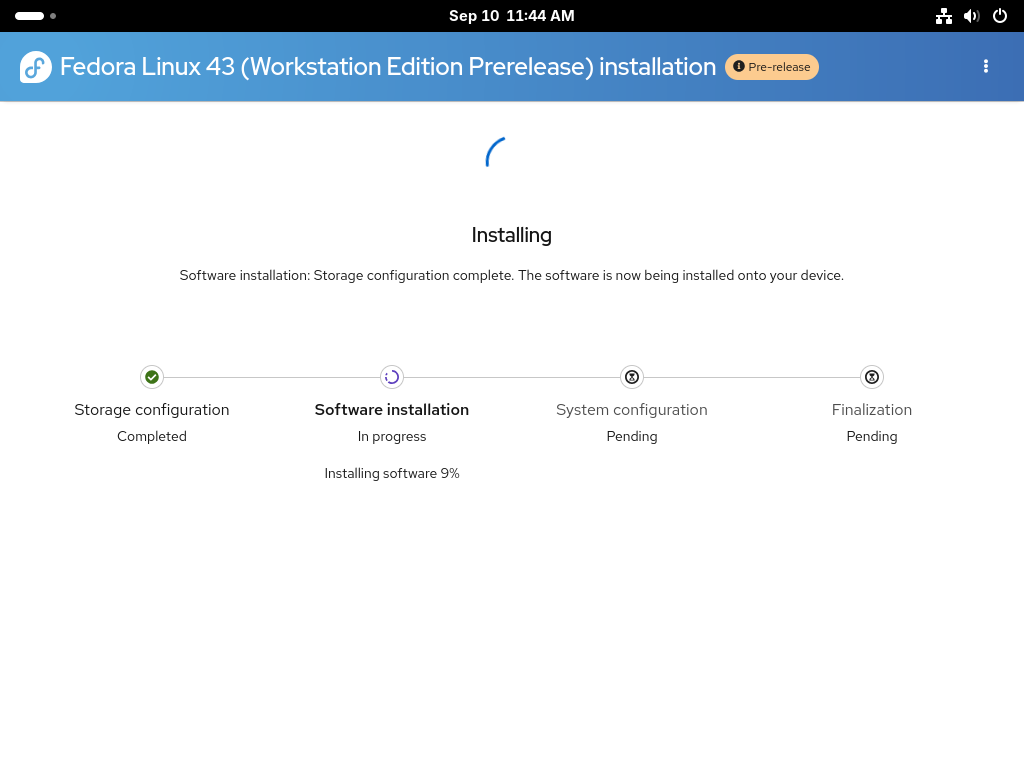 Sep 10 11:44 AM
Fedora Linux 43 (Workstation Edition Prerelease) installation
Pre-release
Installing
Software installation: Storage configuration complete. The software is now being installed onto your device.
Storage configuration
Completed
Software installation
In progress
Installing software 9%
System configuration
Pending
Finalization
Pending